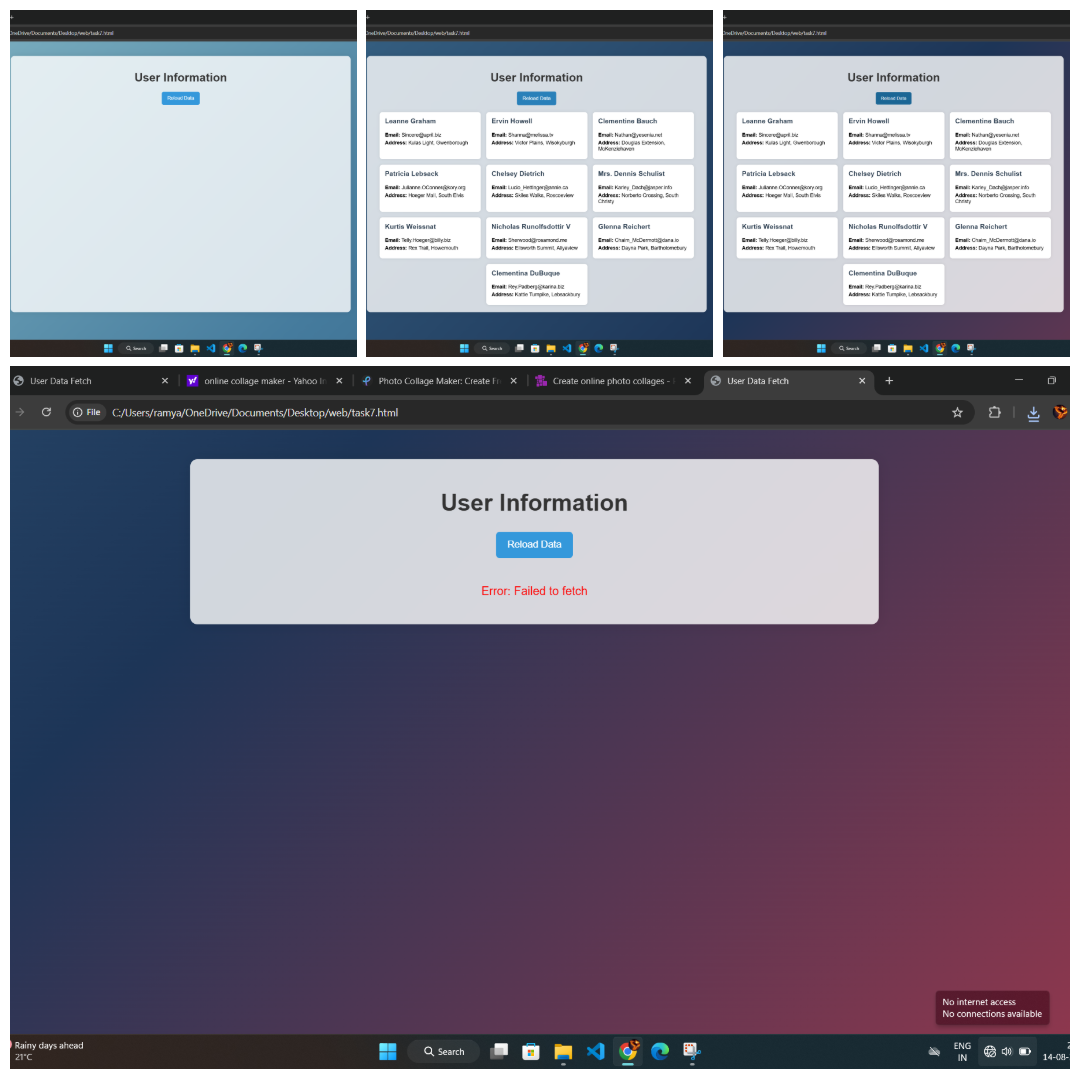 OneDrive/Documents/Desktop/web/task7.html
User Information
Reload Data
Search
OneDrive/Documents/Desktop/web/task7.html
User Information
Reload Data
Leanne Graham
Email: Sincere@april.biz
Address: Kulas Light, Gwenborough
Ervin Howell
Email: Shanna@melissa.tv
Address: Victor Plains, Wisokyburgh
Clementine Bauch
Email: Nathan@yesenia.net
Address: Douglas Extension,
McKenziehaven
Patricia Lebsack
Email: Julianne.OConner@kory.org
Address: Hoeger Mall, South Elvis
Chelsey Dietrich
Email: Lucio_Hettinger@annie.ca
Address: Skiles Walks, Roscoeview
Mrs. Dennis Schulist
Email: Karley_Dach@jasper.info
Address: Norberto Crossing, South
Christy
Kurtis Weissnat
Email: Telly.Hoeger@billy.biz
Address: Rex Trail, Howemouth
Nicholas Runolfsdottir V
Email: Sherwood@rosamond.me
Address: Ellsworth Summit, Aliyaview
Glenna Reichert
Email: Chaim_McDermott@dana.io
Address: Dayna Park, Bartholomebury
Clementina DuBuque
Email: Rey.Padberg@karina.biz
Address: Kattie Turnpike, Lebsackbury
Search
OneDrive/Documents/Desktop/web/task7.html
User Information
Reload Data
Leanne Graham
Email: Sincere@april.biz
Address: Kulas Light, Gwenborough
Ervin Howell
Email: Shanna@melissa.tv
Address: Victor Plains, Wisokyburgh
Clementine Bauch
Email: Nathan@yesenia.net
Address: Douglas Extension,
McKenziehaven
Patricia Lebsack
Email: Julianne.OConner@kory.org
Address: Hoeger Mall, South Elvis
Chelsey Dietrich
Email: Lucio_Hettinger@annie.ca
Address: Skiles Walks, Roscoeview
Mrs. Dennis Schulist
Email: Karley_Dach@jasper.info
Address: Norberto Crossing, South
Christy
Kurtis Weissnat
Email: Telly.Hoeger@billy.biz
Address: Rex Trail, Howemouth
Nicholas Runolfsdottir V
Email: Sherwood@rosamond.me
Address: Ellsworth Summit, Aliyaview
Glenna Reichert
Email: Chaim_McDermott@dana.io
Address: Dayna Park, Bartholomebury
Clementina DuBuque
Email: Rey.Padberg@karina.biz
Address: Kattie Turnpike, Lebsackbury
Search
User Data Fetch
online collage maker - Yahoo In
Photo Collage Maker: Create Fr
Create online photo collages -
User Data Fetch
File
C:/Users/ramya/OneDrive/Documents/Desktop/web/task7.html
User Information
Reload Data
Error: Failed to fetch
No internet access
No connections available
Rainy days ahead
21°C
Search
ENG
IN
14-08-